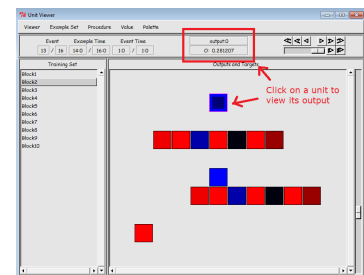 Unit Viewer
Viewer Example Set Procedure Value Palette
Event Example Time Event Time
13 / 16 14:0 / 16:0 1:0 / 1:0
output:0
O: 0.281207
Training Set
Outputs and Targets
Block1
Block2
Block3
Block4
Block5
Block6
Block7
Block8
Block9
Block10
Click on a unit to
view its output